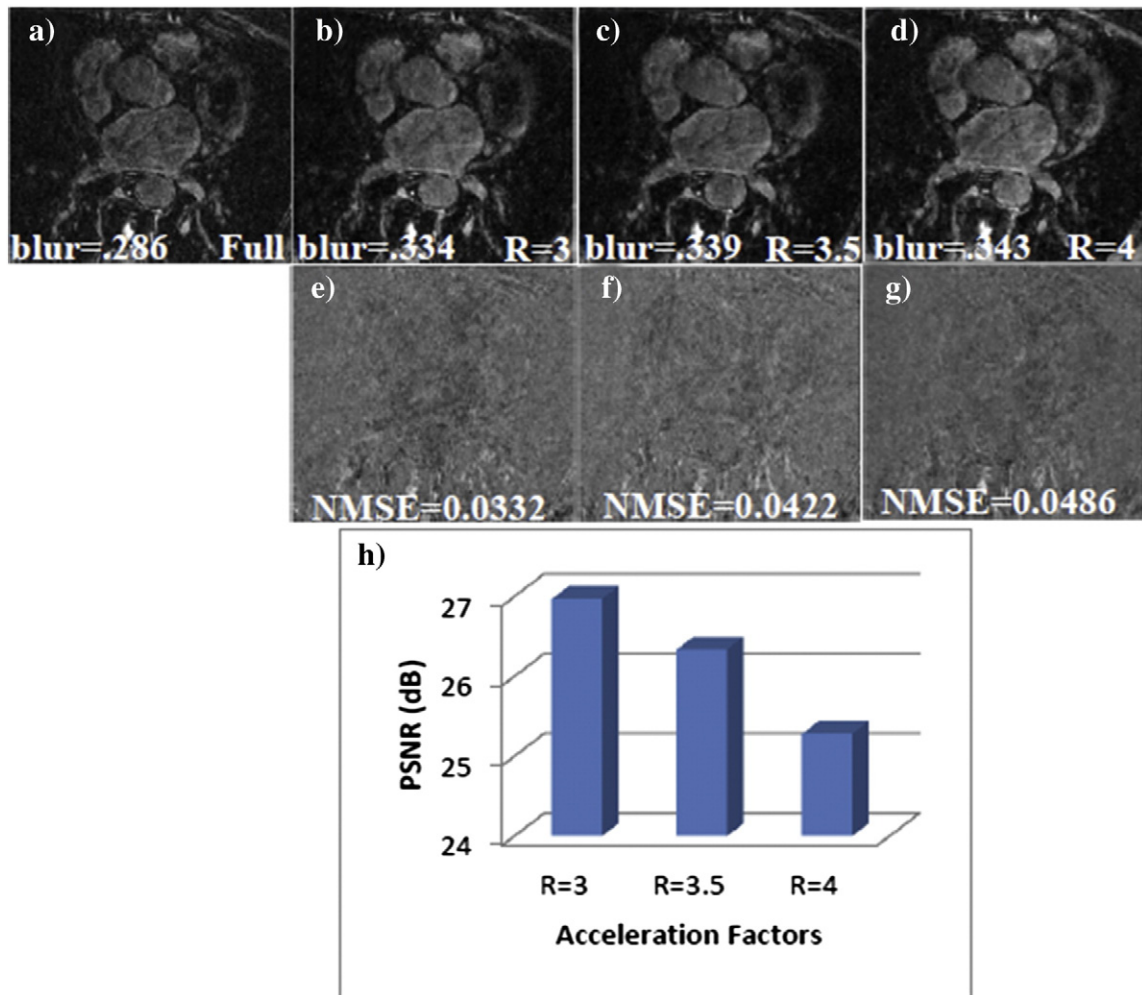 a)
b)
c)
d)
blur=.286 Full
blur=.334 R=3
blur=.339 R=3.5
blur=.343 R=4
e)
f)
g)
NMSE=0.0332
NMSE=0.0422
NMSE=0.0486
h)
27
26
25
24
PSNR (dB)
R=3 R=3.5 R=4
Acceleration Factors